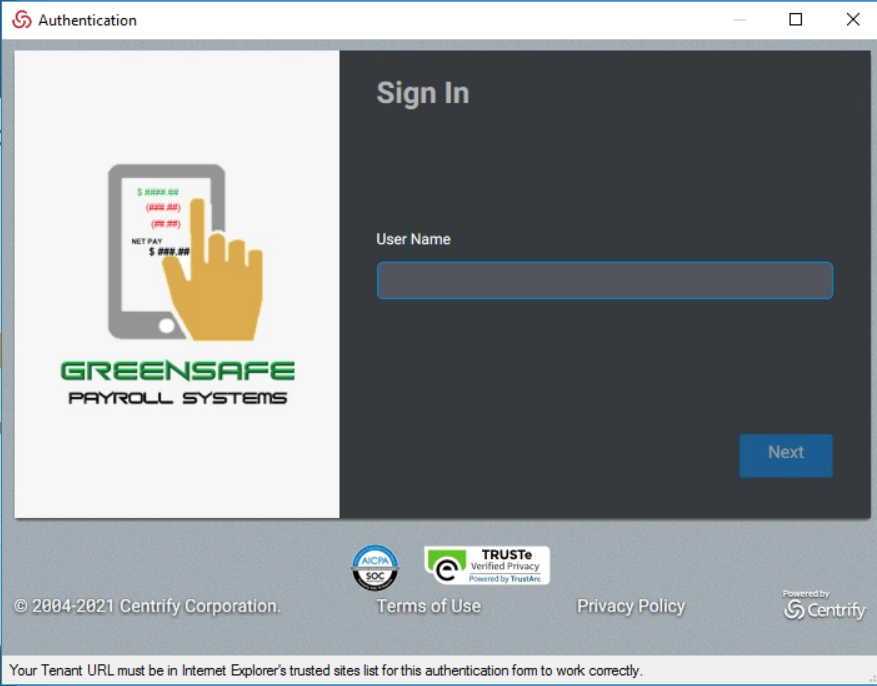 Authentication
Sign In
$ ####.##
(###.##)
(##.##)
NET PAY
$ ###.##
GREENSAFE
PAYROLL SYSTEMS
User Name
Next
AICPA
SOC
TRUSTe
Verified Privacy
Powered by TrustArc
© 2004-2021 Centrify Corporation.
Terms of Use
Privacy Policy
Powered by
Centrify
Your Tenant URL must be in Internet Explorer's trusted sites list for this authentication form to work correctly.